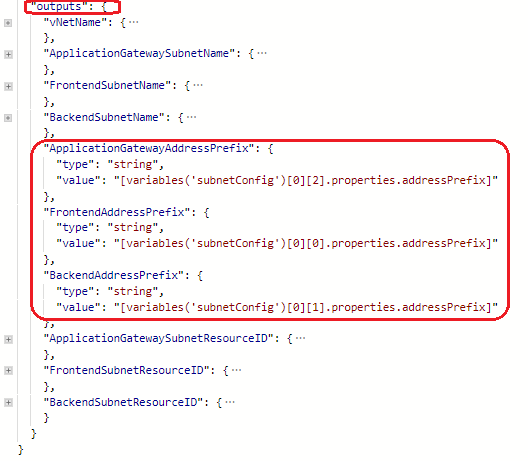 "outputs": {
"vNetName": {...
},
"ApplicationGatewaySubnetName": {...
},
"FrontendSubnetName": {...
},
"BackendSubnetName": {...
},
"ApplicationGatewayAddressPrefix": {
"type": "string",
"value": "[variables('subnetConfig')[0][2].properties.addressPrefix]"
},
"FrontendAddressPrefix": {
"type": "string",
"value": "[variables('subnetConfig')[0][0].properties.addressPrefix]"
},
"BackendAddressPrefix": {
"type": "string",
"value": "[variables('subnetConfig')[0][1].properties.addressPrefix]"
},
"ApplicationGatewaySubnetResourceID": {...
},
"FrontendSubnetResourceID": {...
},
"BackendSubnetResourceID": {...
}
}
}